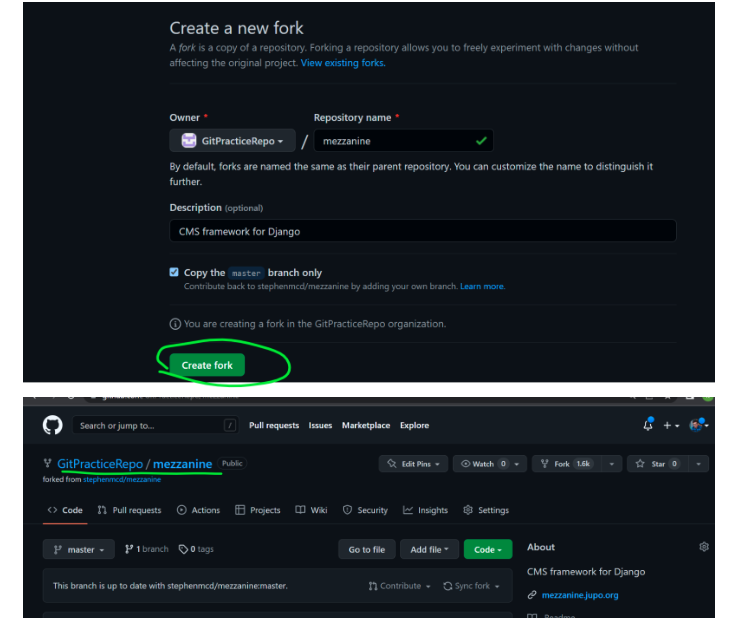 Create a new fork
A fork is a copy of a repository. Forking a repository allows you to freely experiment with changes without
affecting the original project. View existing forks.
Owner *
Repository name *
GitPracticeRepo
/
mezzanine
By default, forks are named the same as their parent repository. You can customize the name to distinguish it
further.
Description (optional)
CMS framework for Django
Copy the master branch only
Contribute back to stephenmcd/mezzanine by adding your own branch. Learn more.
You are creating a fork in the GitPracticeRepo organization.
Create fork
Search or jump to...
/
Pull requests Issues Marketplace Explore
GitPracticeRepo / mezzanine Public
Edit Pins
Watch 0
Fork 1.6k
Star 0
forked from stephenmcd/mezzanine
Code Pull requests Actions Projects Wiki Security Insights Settings
master
1 branch
0 tags
Go to file
Add file
Code
About
This branch is up to date with stephenmcd/mezzanine:master.
Contribute
Sync fork
CMS framework for Django
mezzanine.jupo.org
Readme